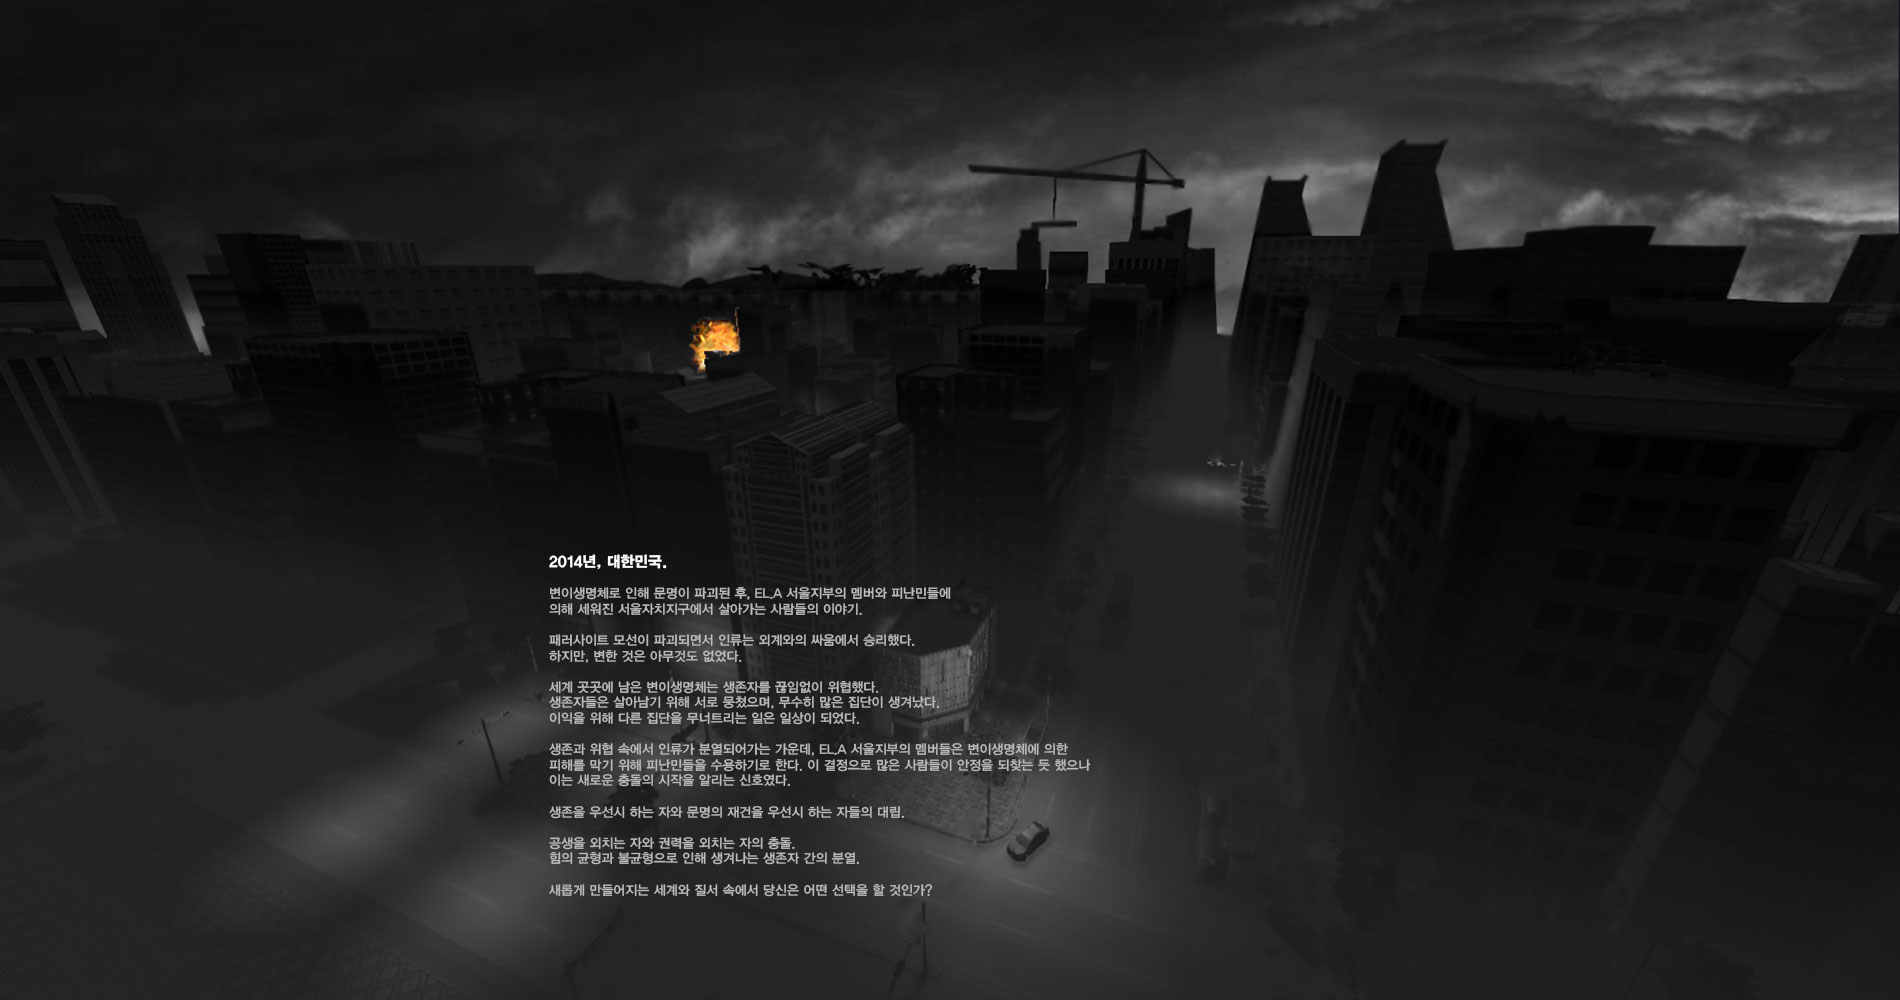 2014년, 대한민국.
변이생명체로 인해 문명이 파괴된 후, EL.A 서울지부의 멤버와 피난민들에
의해 세워진 서울자치지구에서 살아가는 사람들의 이야기.
패러사이트 모선이 파괴되면서 인류는 외계와의 싸움에서 승리했다.
하지만, 변한 것은 아무것도 없었다.
세계 곳곳에 남은 변이생명체는 생존자를 끊임없이 위협했다.
생존자들은 살아남기 위해 서로 뭉쳤으며, 무수히 많은 집단이 생겨났다.
이익을 위해 다른 집단을 무너트리는 일은 일상이 되었다.
생존과 위협 속에서 인류가 분열되어가는 가운데, EL.A 서울지부의 멤버들은 변이생명체에 의한
피해를 막기 위해 피난민들을 수용하기로 한다. 이 결정으로 많은 사람들이 안정을 되찾는 듯 했으나
이는 새로운 충돌의 시작을 알리는 신호였다.
생존을 우선시 하는 자와 문명의 재건을 우선시 하는 자들의 대립.
공생을 외치는 자와 권력을 외치는 자의 충돌.
힘의 균형과 불균형으로 인해 생겨나는 생존자 간의 분열.
새롭게 만들어지는 세계와 질서 속에서 당신은 어떤 선택을 할 것인가?